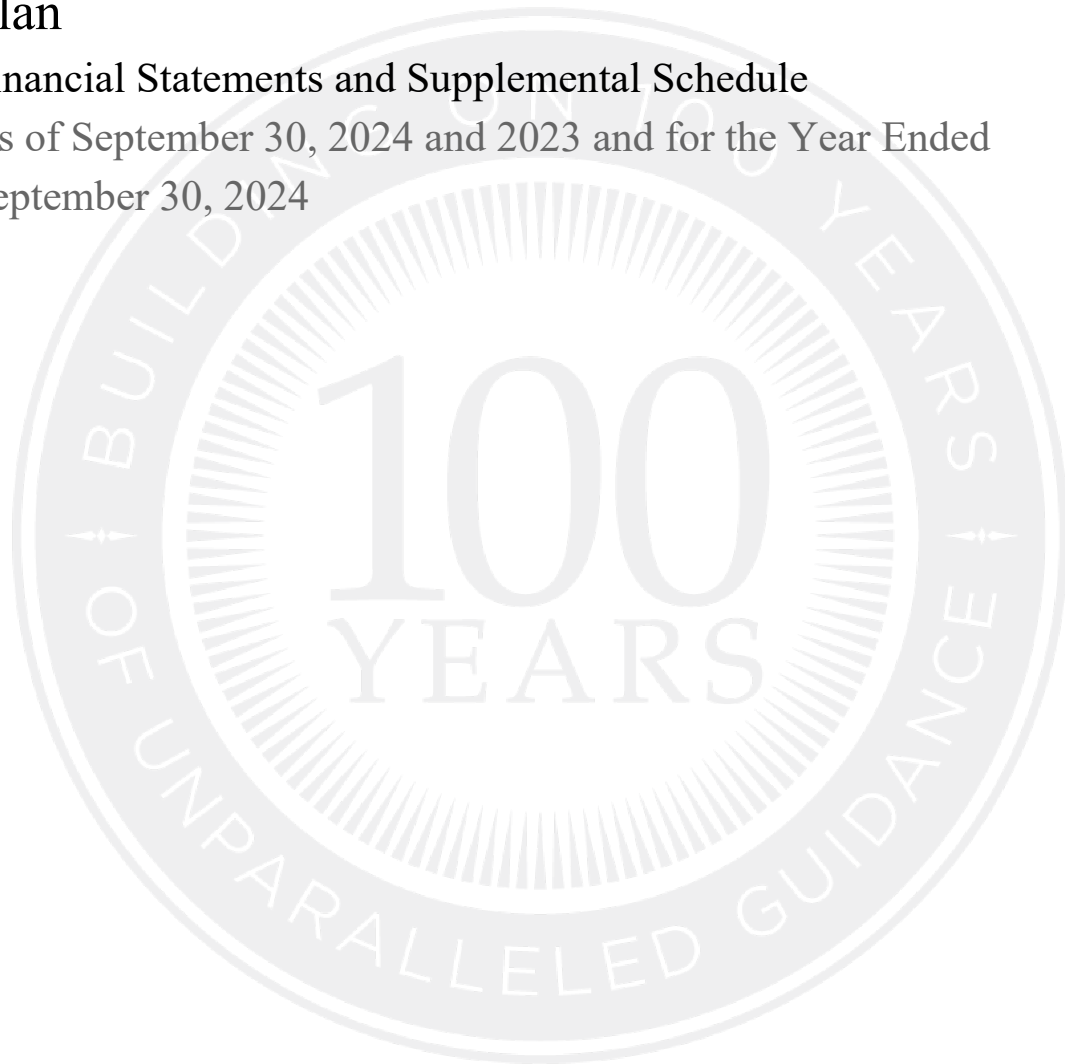 lan
nancial Statements and Supplemental Schedule
s of September 30, 2024 and 2023 and for the Year Ended
eptember 30, 2024
BUILDING ON 100 YEARS
100
YEARS
OF UNPARALLELED GUIDANCE